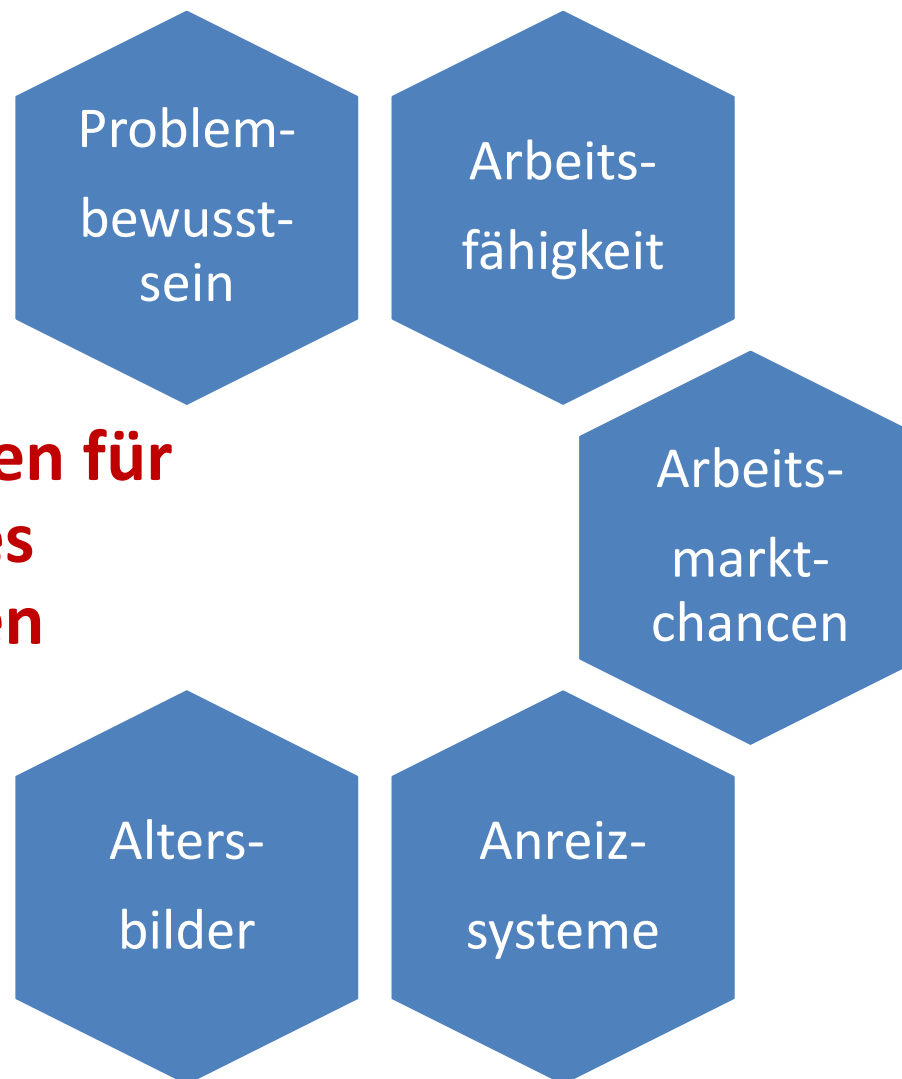 Problem-
bewusst-
sein
Arbeits-
fähigkeit
en für
es
en
Arbeits-
markt-
chancen
Alters-
bilder
Anreiz-
systeme